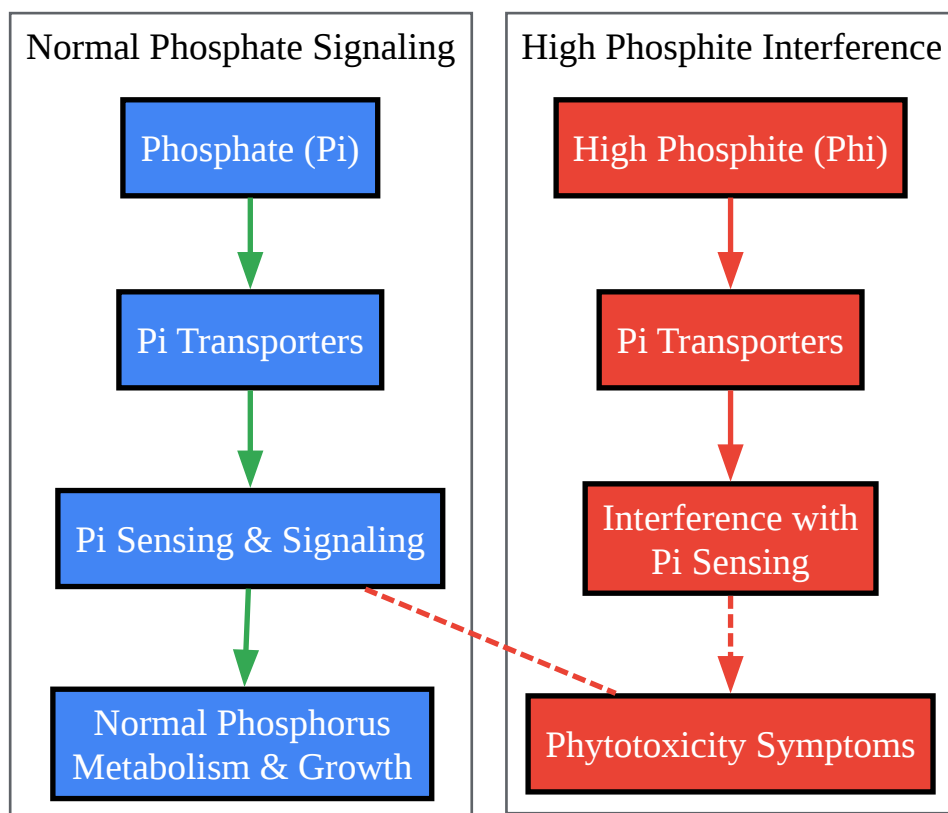 Normal Phosphate Signaling
Phosphate (Pi)
Pi Transporters
Pi Sensing & Signaling
Normal Phosphorus
Metabolism & Growth
High Phosphite Interference
High Phosphite (Phi)
Pi Transporters
Interference with
Pi Sensing
Phytotoxicity Symptoms